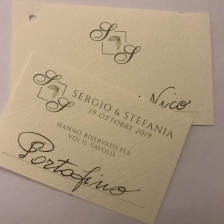 S S
Nico
S S
SERGIO & STEFANIA
19 OTTOBRE 2019
HANNO RISERVATO PER
VOI IL TAVOLO
Portofino